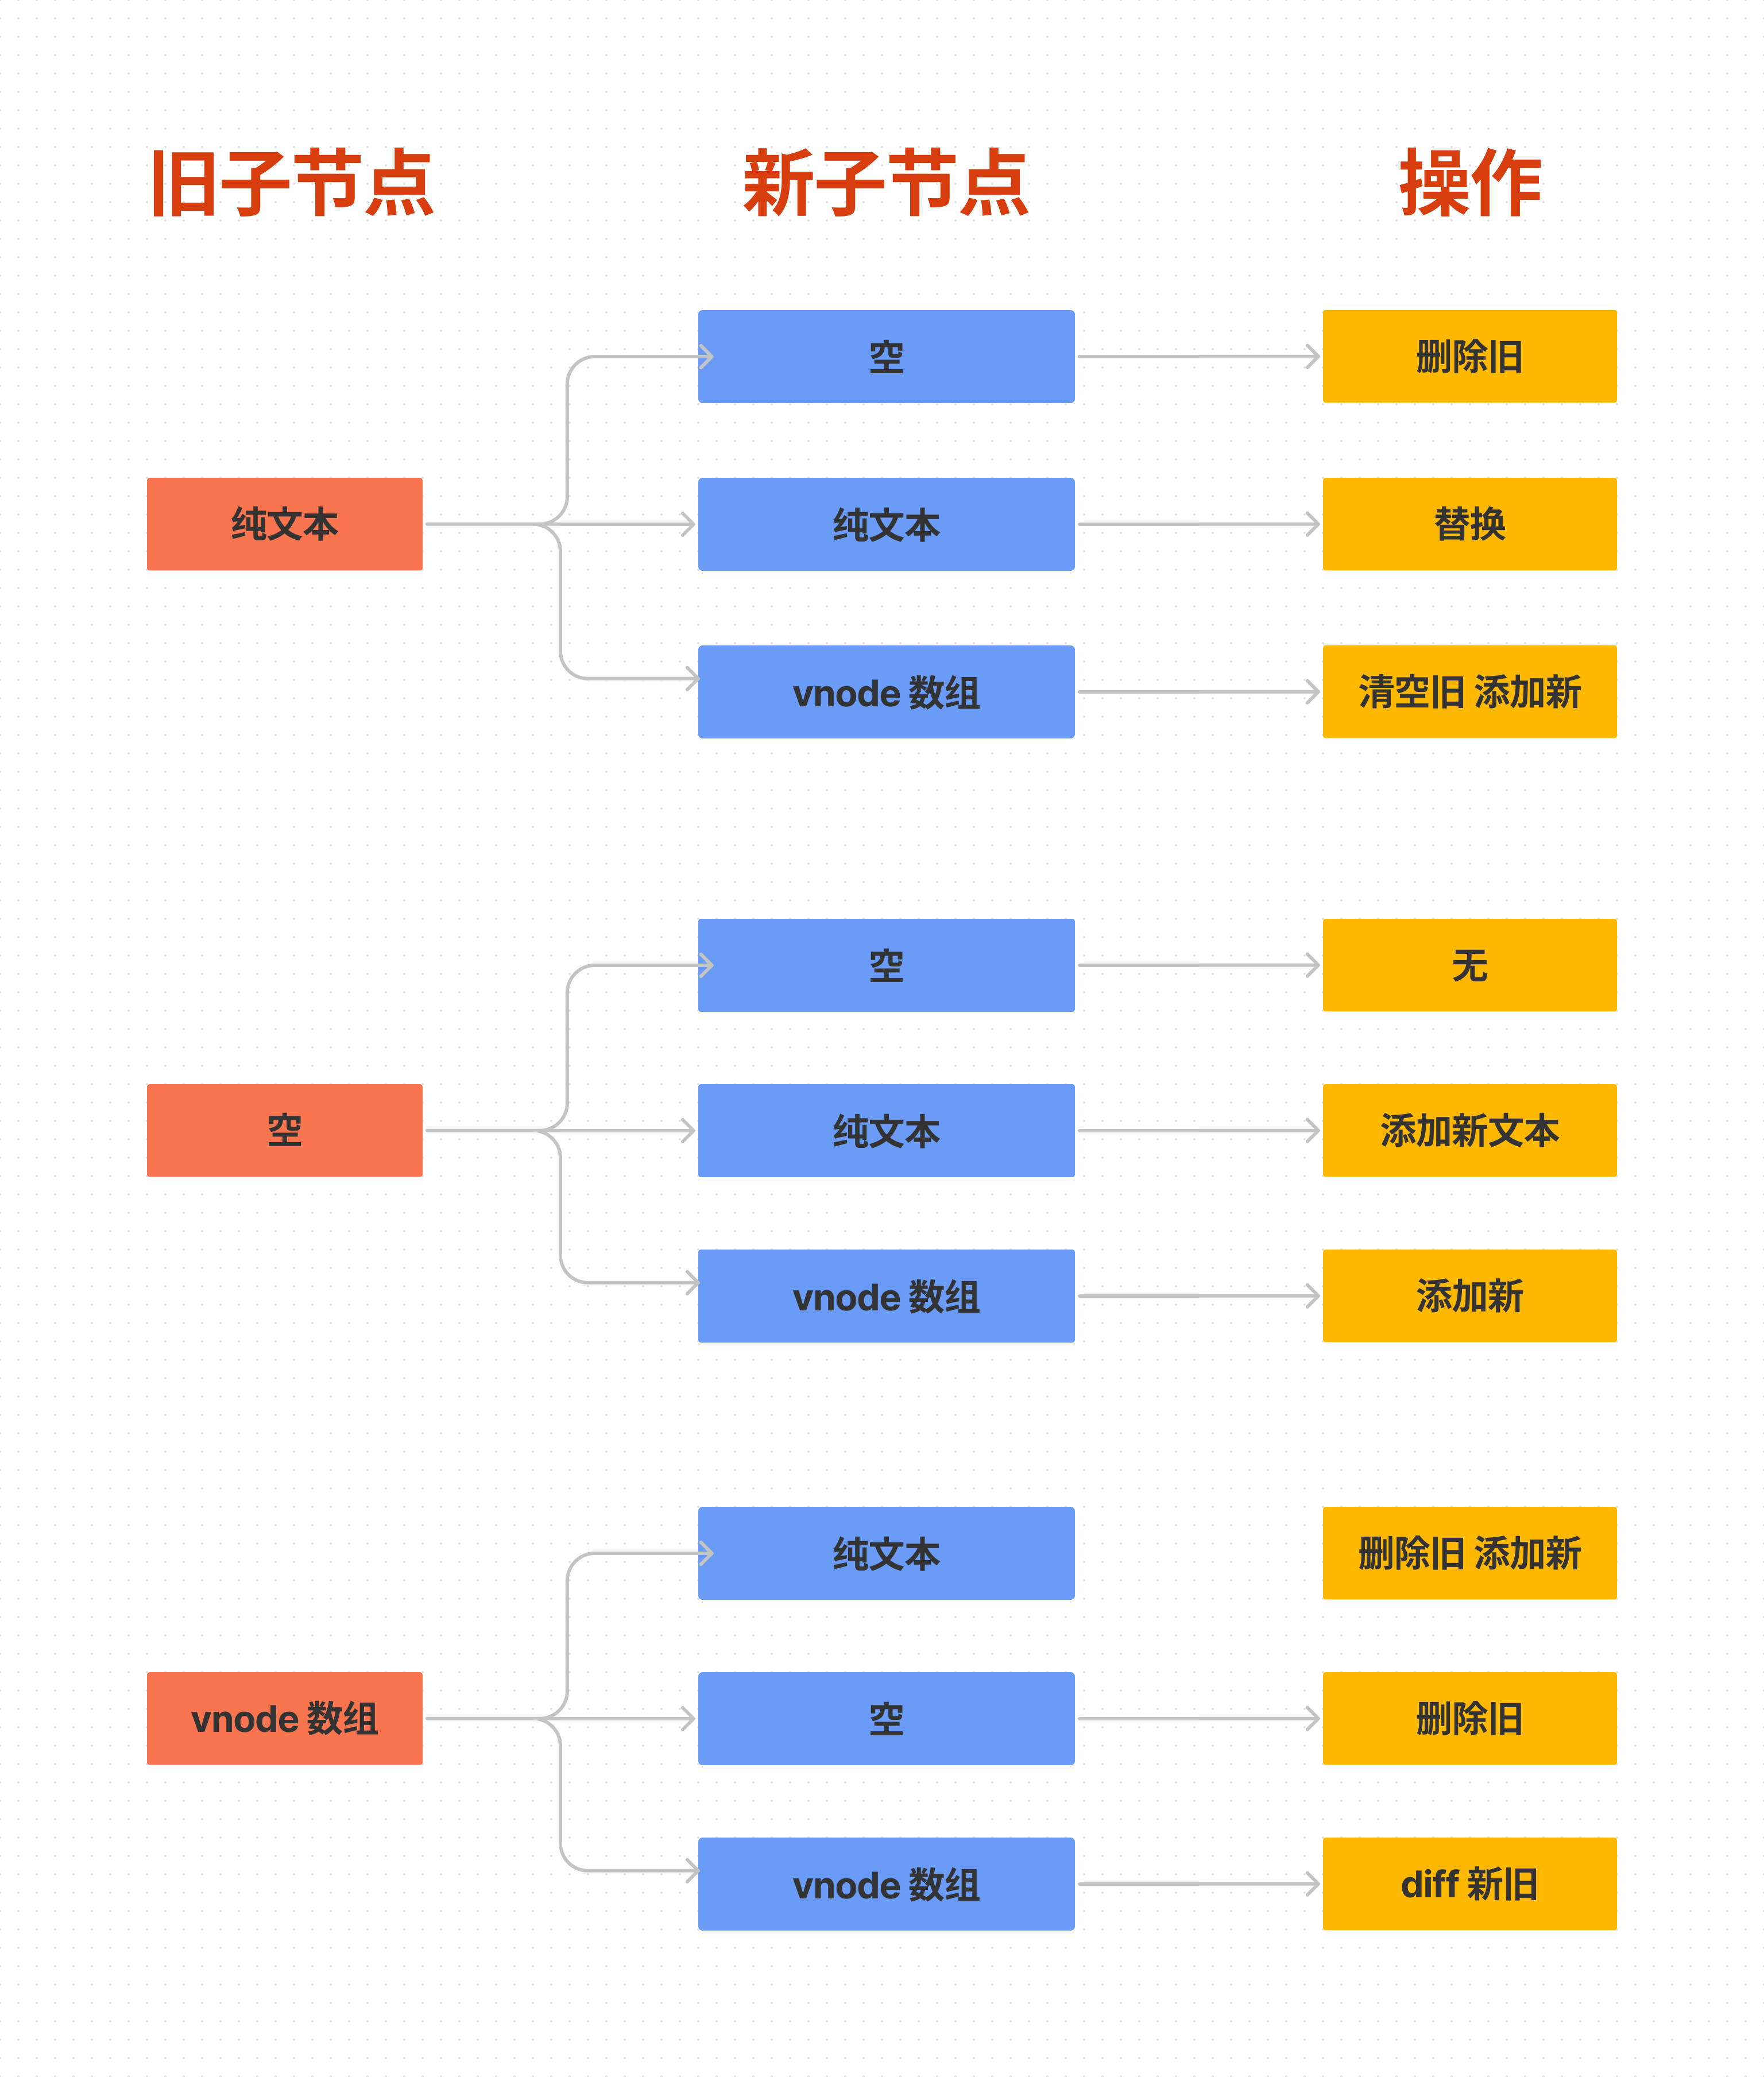 旧子节点 新子节点 操作
空 删除旧
纯文本 纯文本 替换
vnode 数组 清空旧 添加新
空 无
空 纯文本 添加新文本
vnode 数组 添加新
纯文本 删除旧 添加新
vnode 数组 空 删除旧
vnode 数组 diff 新旧